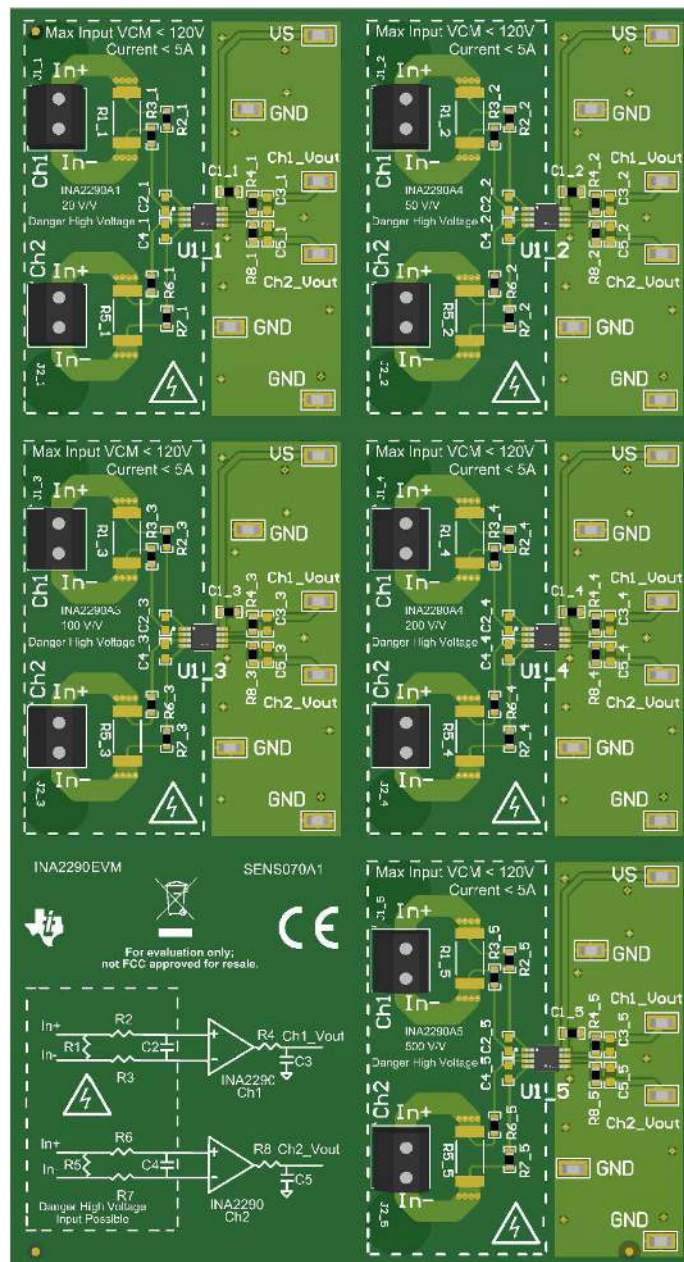 Max Input VCM < 120V
Current < 5A
VS
J1_1
In+
R1_1
R3_1
R2_1
GND
Ch1
In-
Ch1_Vout
INA2290A1
20 V/V
Danger High Voltage
C2_1
C4_1
C1_1
R4_1
C3_1
U1_1
R8_1
C5_1
Ch2
In+
Ch2_Vout
R5_1
R6_1
R7_1
GND
In-
J2_1
GND
Max Input VCM < 120V
Current < 5A
VS
J1_2
In+
R1_2
R3_2
R2_2
GND
Ch1
In-
Ch1_Vout
INA2290A4
50 V/V
Danger High Voltage
C2_2
C4_2
C1_2
R4_2
C3_2
U1_2
R8_2
C5_2
Ch2
In+
Ch2_Vout
R5_2
R6_2
R7_2
GND
In-
J2_2
GND
Max Input VCM < 120V
Current < 5A
VS
J1_3
In+
R1_3
R3_3
R2_3
GND
Ch1
In-
Ch1_Vout
INA2290A3
100 V/V
Danger High Voltage
C2_3
C4_3
C1_3
R4_3
C3_3
U1_3
R8_3
C5_3
Ch2
In+
Ch2_Vout
R5_3
R6_3
R7_3
GND
In-
J2_3
GND
Max Input VCM < 120V
Current < 5A
VS
J1_4
In+
R1_4
R3_4
R2_4
GND
Ch1
In-
Ch1_Vout
INA2290A4
200 V/V
Danger High Voltage
C2_4
C4_4
C1_4
R4_4
C3_4
U1_4
R8_4
C5_4
Ch2
In+
Ch2_Vout
R5_4
R6_4
R7_4
GND
In-
J2_4
GND
INA2290EVM
SENS070A1
ti
CE
For evaluation only;
not FCC approved for resale.
In+
R2
R1
C2
In-
R3
R4
Ch1_Vout
C3
INA2290
Ch1
In+
R6
R5
C4
In-
R7
R8
Ch2_Vout
C5
INA2290
Ch2
Danger High Voltage
Input Possible
Max Input VCM < 120V
Current < 5A
VS
J1_5
In+
R1_5
R3_5
R2_5
GND
Ch1
In-
Ch1_Vout
INA2290A5
500 V/V
Danger High Voltage
C2_5
C4_5
C1_5
R4_5
C3_5
U1_5
R8_5
C5_5
Ch2
In+
Ch2_Vout
R5_5
R6_5
R7_5
GND
In-
J2_5
GND